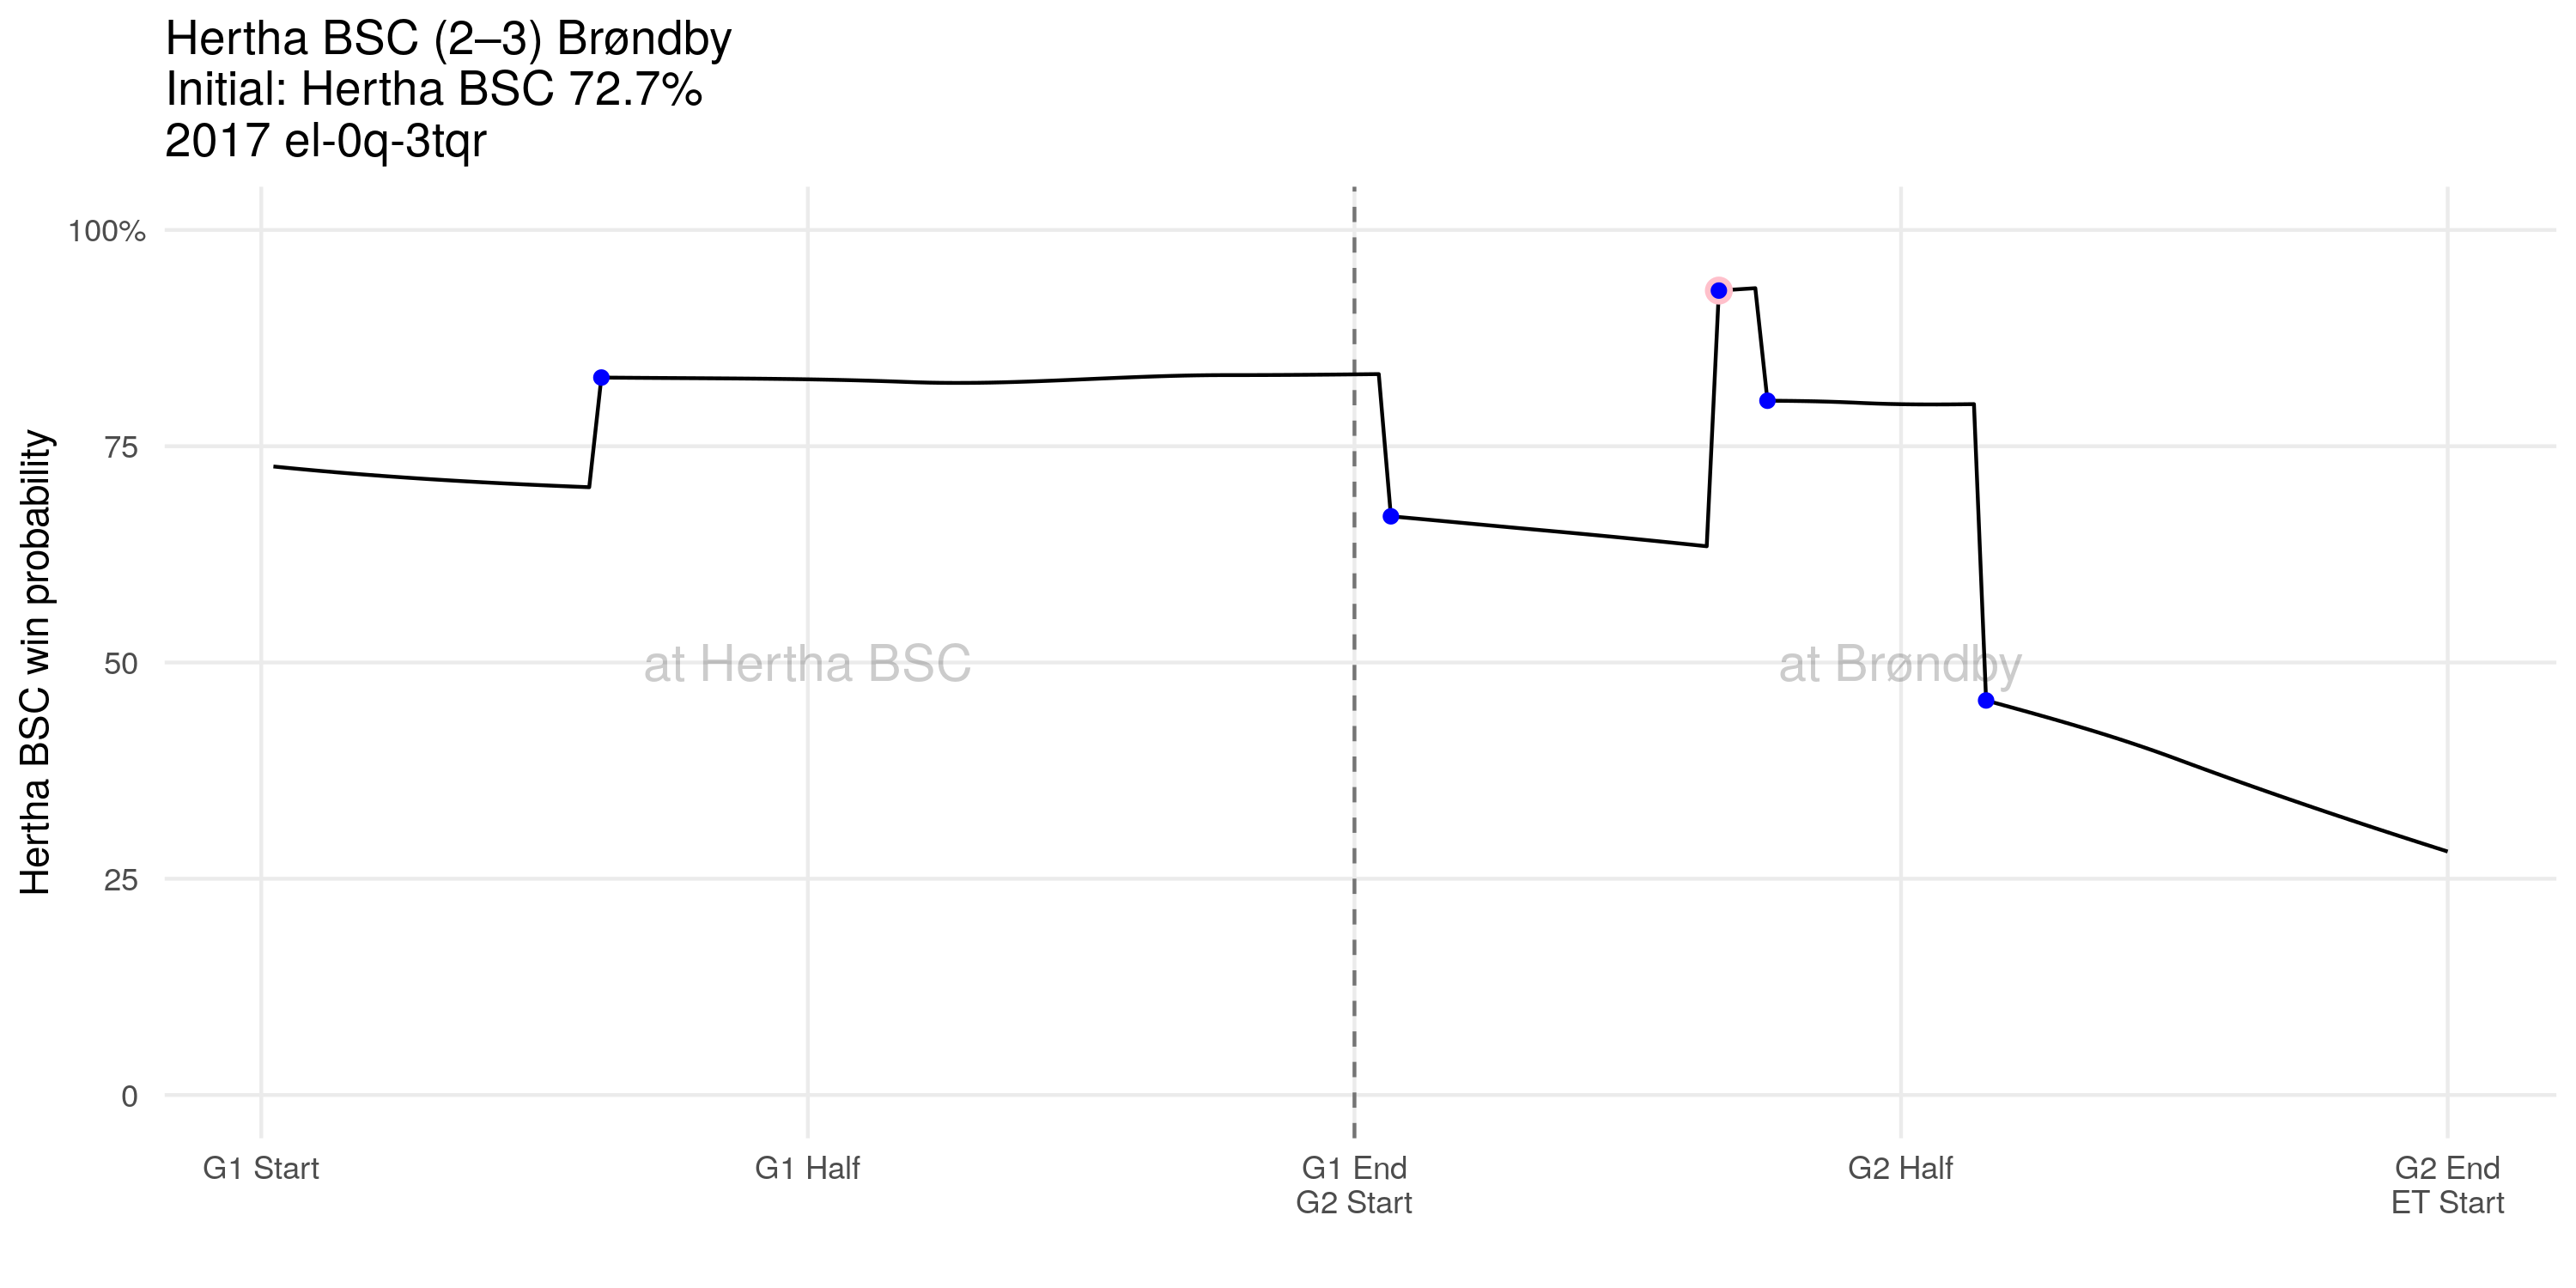 Hertha BSC (2–3) Brøndby
Initial: Hertha BSC 72.7%
2017 el-0q-3tqr
Hertha BSC win probability
100%
75
50
25
0
at Hertha BSC
at Brøndby
G1 Start
G1 Half
G1 End
G2 Start
G2 Half
G2 End
ET Start